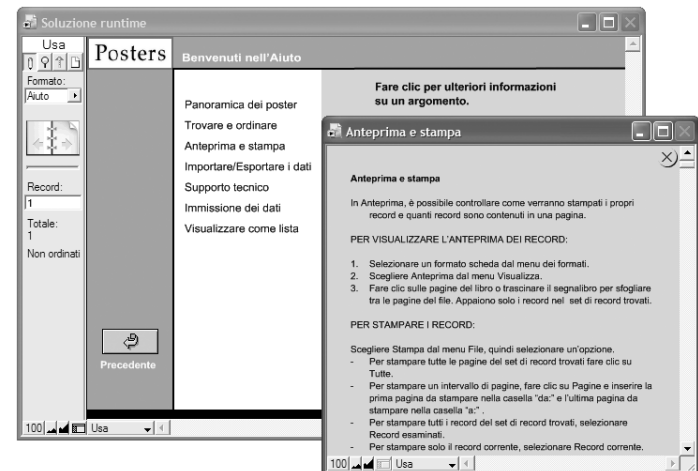 Soluzione runtime
Usa
Formato:
Aiuto
Record:
1
Totale:
1
Non ordinati
Posters
Benvenuti nell'Aiuto
Fare clic per ulteriori informazioni
su un argomento.
Panoramica dei poster
Trovare e ordinare
Anteprima e stampa
Importare/Esportare i dati
Supporto tecnico
Immissione dei dati
Visualizzare come lista
Precedente
100 Usa
Anteprima e stampa
Anteprima e stampa
In Anteprima, è possibile controllare come verranno stampati i propri
record e quanti record sono contenuti in una pagina.
PER VISUALIZZARE L'ANTEPRIMA DEI RECORD:
1. Selezionare un formato scheda dal menu dei formati.
2. Scegliere Anteprima dal menu Visualizza.
3. Fare clic sulle pagine del libro o trascinare il segnalibro per sfogliare
tra le pagine del file. Appaiono solo i record nel set di record trovati.
PER STAMPARE I RECORD:
Scegliere Stampa dal menu File, quindi selezionare un'opzione.
- Per stampare tutte le pagine del set di record trovati fare clic su
Tutte.
- Per stampare un intervallo di pagine, fare clic su Pagine e inserire la
prima pagina da stampare nella casella "da:" e l'ultima pagina da
stampare nella casella "a:" .
- Per stampare tutti i record del set di record trovati, selezionare
Record esaminati.
- Per stampare solo il record corrente, selezionare Record corrente.
100 Usa